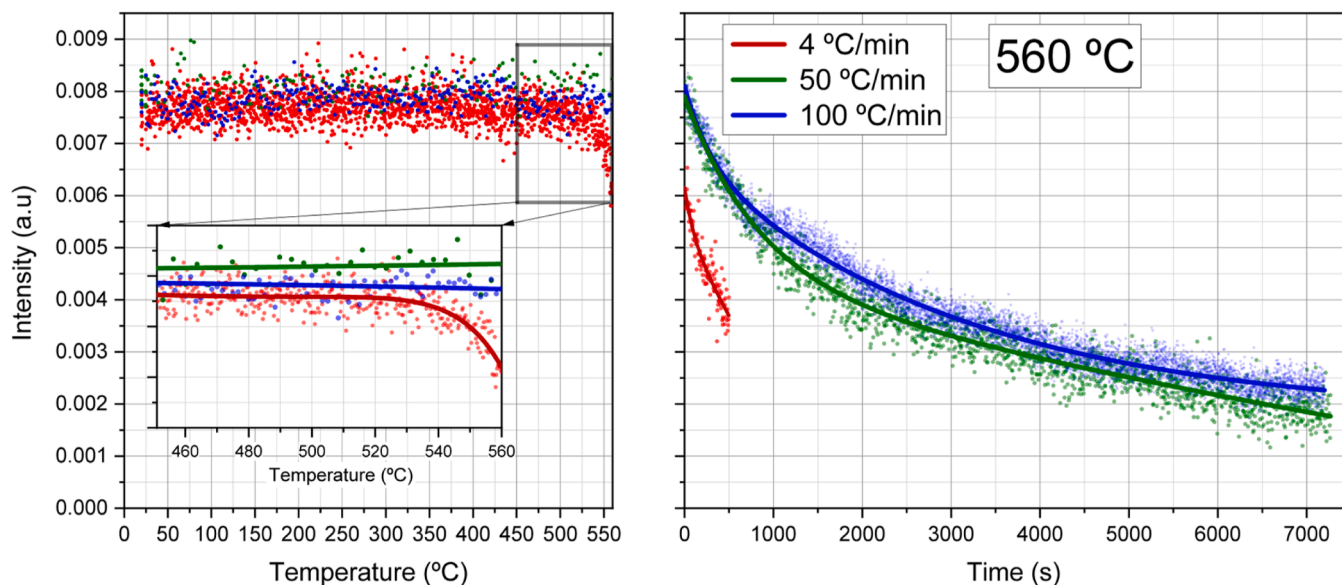 Intensity (a.u)
0.009
0.008
0.007
0.006
0.005
0.004
0.003
0.002
0.001
0.000
460 480 500 520 540 560
Temperature (ºC)
0 50 100 150 200 250 300 350 400 450 500 550
Temperature (ºC)
4 ºC/min
50 ºC/min
100 ºC/min
560 ºC
0 1000 2000 3000 4000 5000 6000 7000
Time (s)